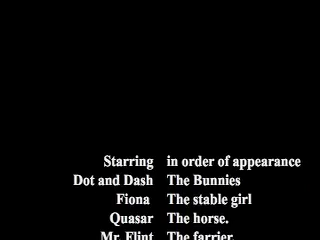 Starring in order of appearance
Dot and Dash The Bunnies
Fiona The stable girl
Quasar The horse.
Mr. Flint The farrier